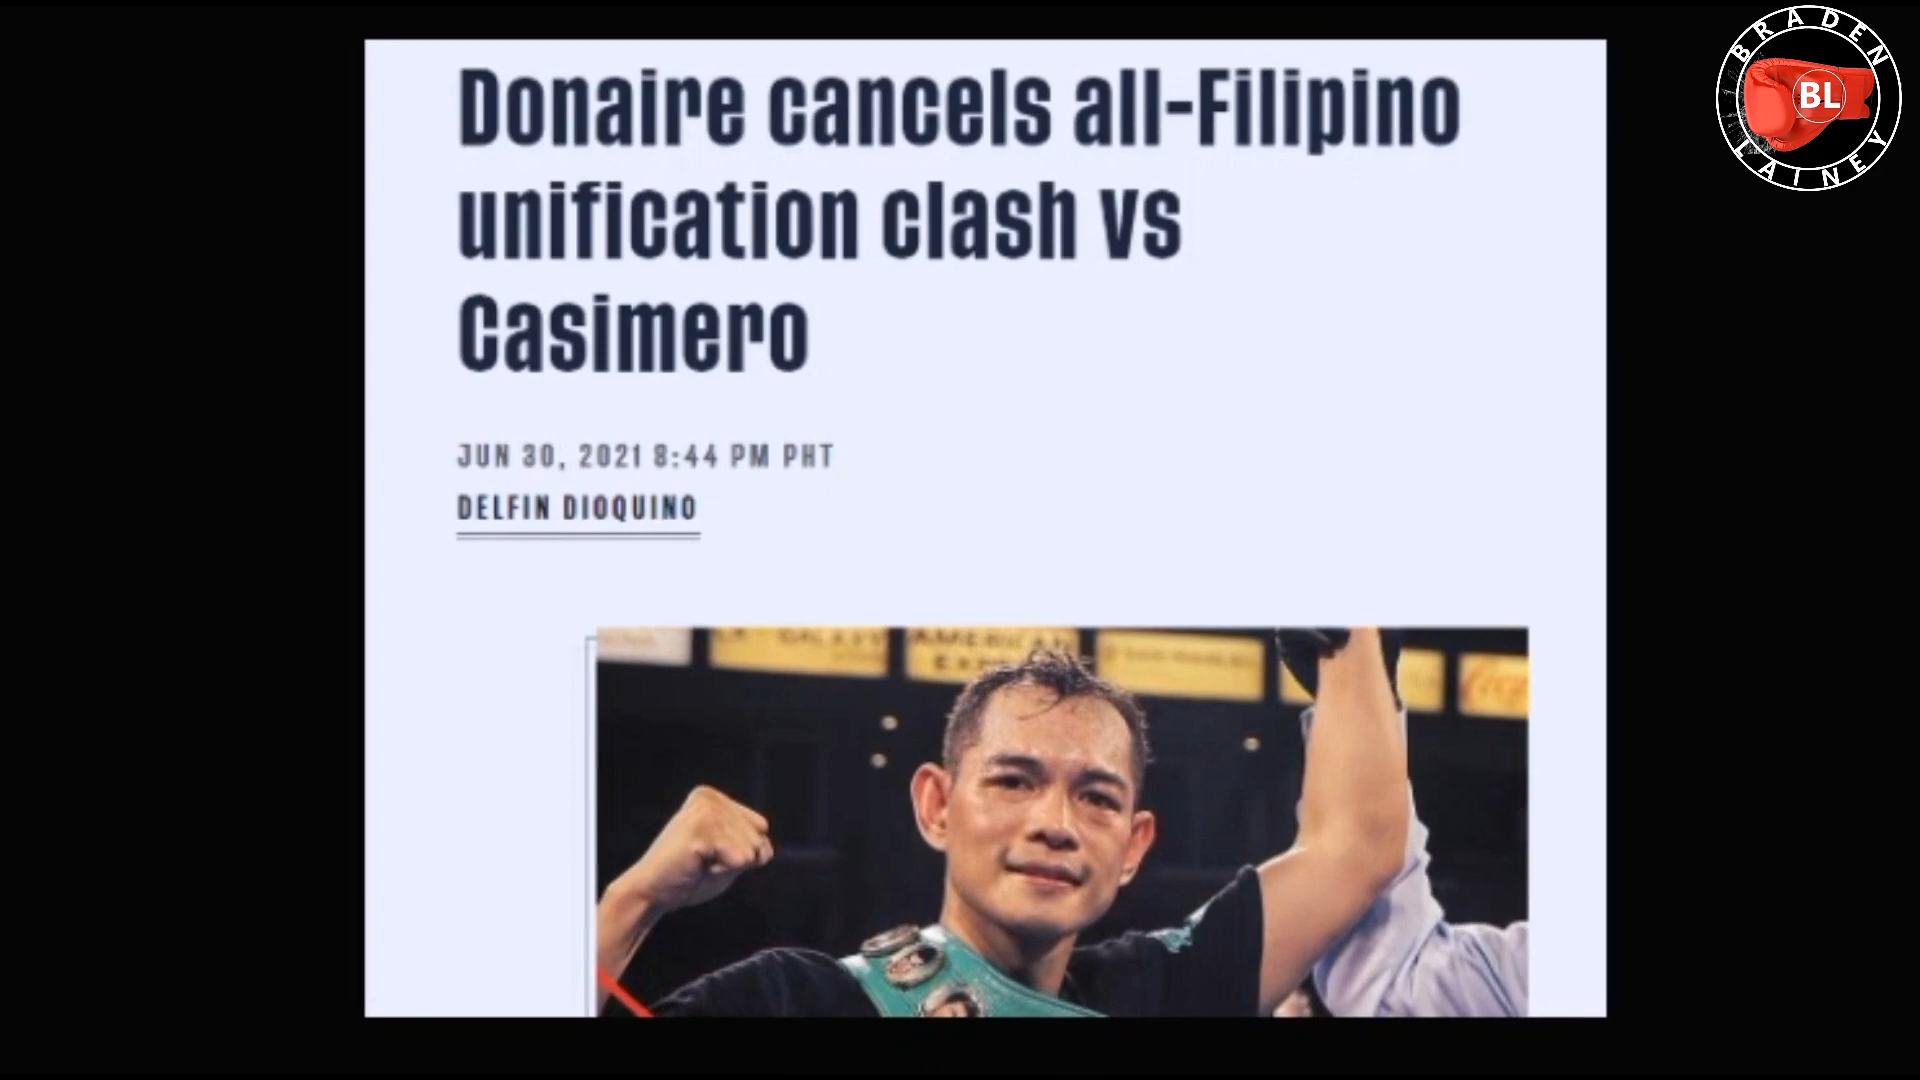 Donaire cancels all-Filipino
unification clash vs
Casimero
JUN 30, 2021 8:44 PM PHT
DELFIN DIOQUINO
BRADEN
BL
LAINEY
AMERICAN